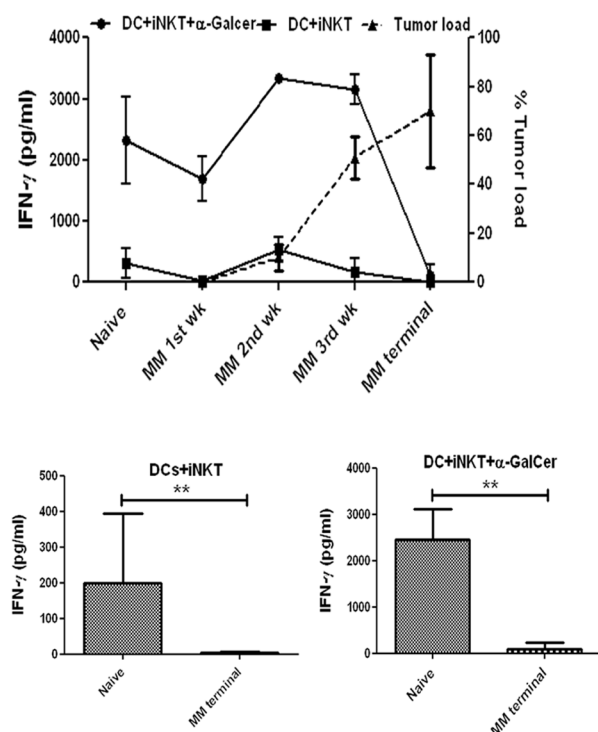 DC+iNKT+α-Galcer DC+iNKT Tumor load
4000
3000
2000
1000
0
IFN-γ (pg/ml)
100
80
60
40
20
0
% Tumor load
Naive
MM 1st wk
MM 2nd wk
MM 3rd wk
MM terminal
DCs+iNKT
**
500
400
300
200
100
0
IFN-γ (pg/ml)
Naive
MM terminal
DC+iNKT+α-GalCer
**
4000
3000
2000
1000
0
IFN-γ (pg/ml)
Naive
MM terminal